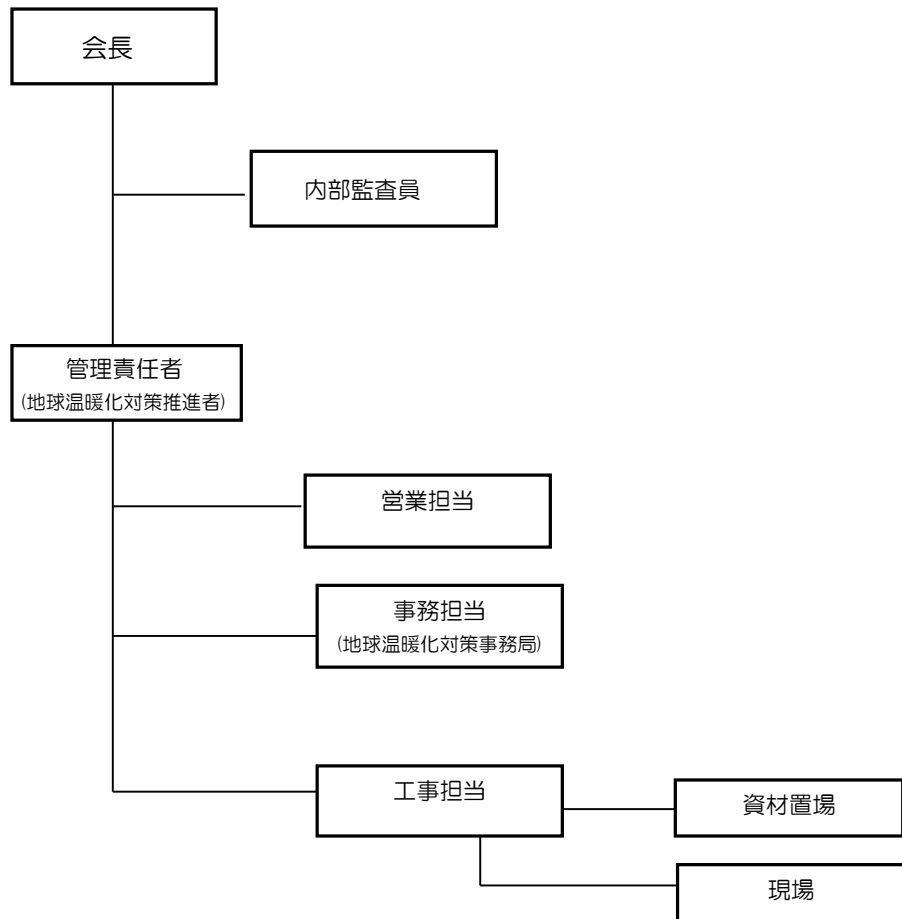 会長
内部監査員
管理責任者
(地球温暖化対策推進者)
営業担当
事務担当
(地球温暖化対策事務局)
工事担当
資材置場
現場